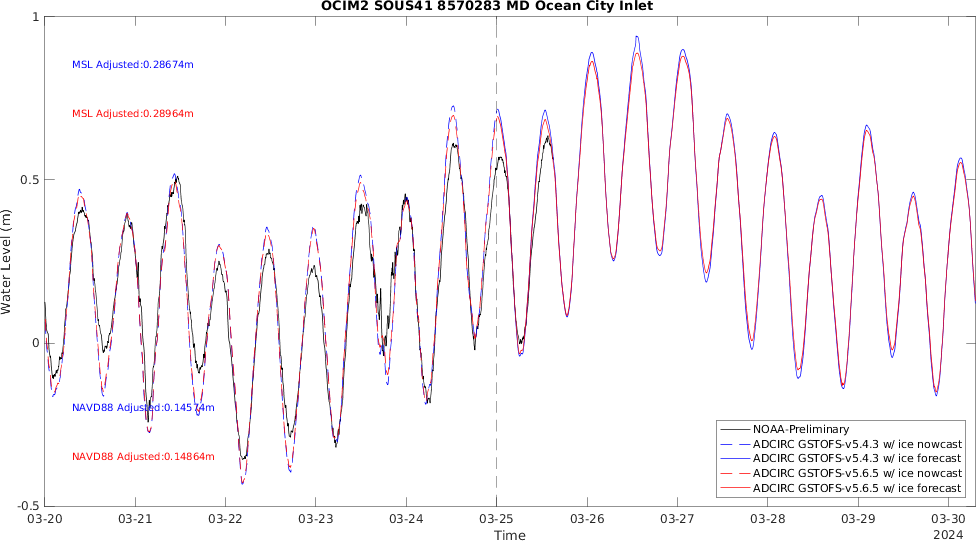 OCIM2 SOUS41 8570283 MD Ocean City Inlet
1
0.5
0
-0.5
Water Level (m)
MSL Adjusted:0.28674m
MSL Adjusted:0.28964m
NAVD88 Adjusted:0.14574m
NAVD88 Adjusted:0.14864m
NOAA-Preliminary
ADCIRC GSTOFS-v5.4.3 w/ ice nowcast
ADCIRC GSTOFS-v5.4.3 w/ ice forecast
ADCIRC GSTOFS-v5.6.5 w/ ice nowcast
ADCIRC GSTOFS-v5.6.5 w/ ice forecast
03-20 03-21 03-22 03-23 03-24 03-25 03-26 03-27 03-28 03-29 03-30
2024
Time